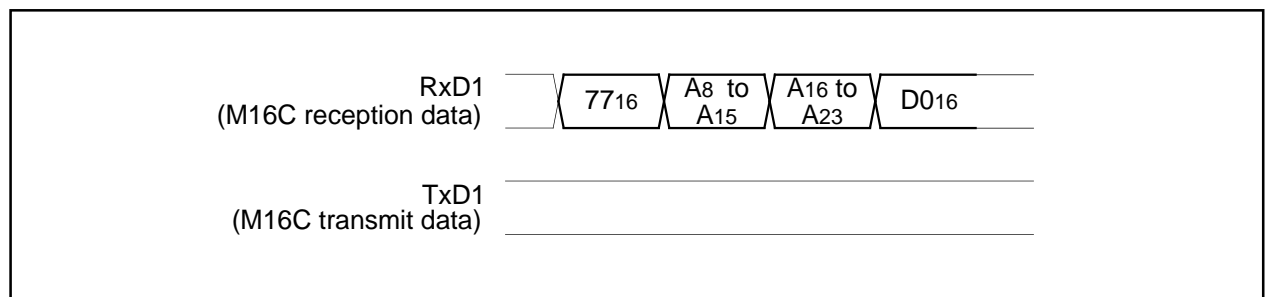 RxD1
(M16C reception data)
7716
A8 to
A15
A16 to
A23
D016
TxD1
(M16C transmit data)